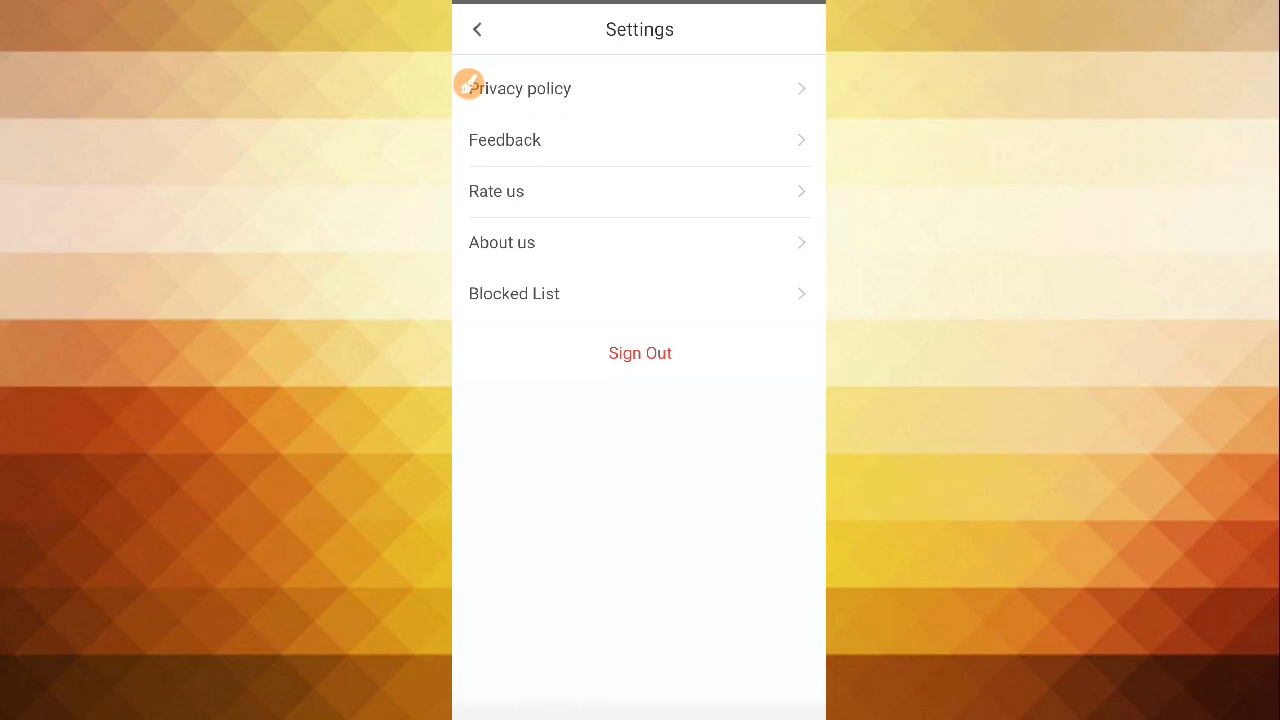 Settings
Privacy policy
Feedback
Rate us
About us
Blocked List
Sign Out